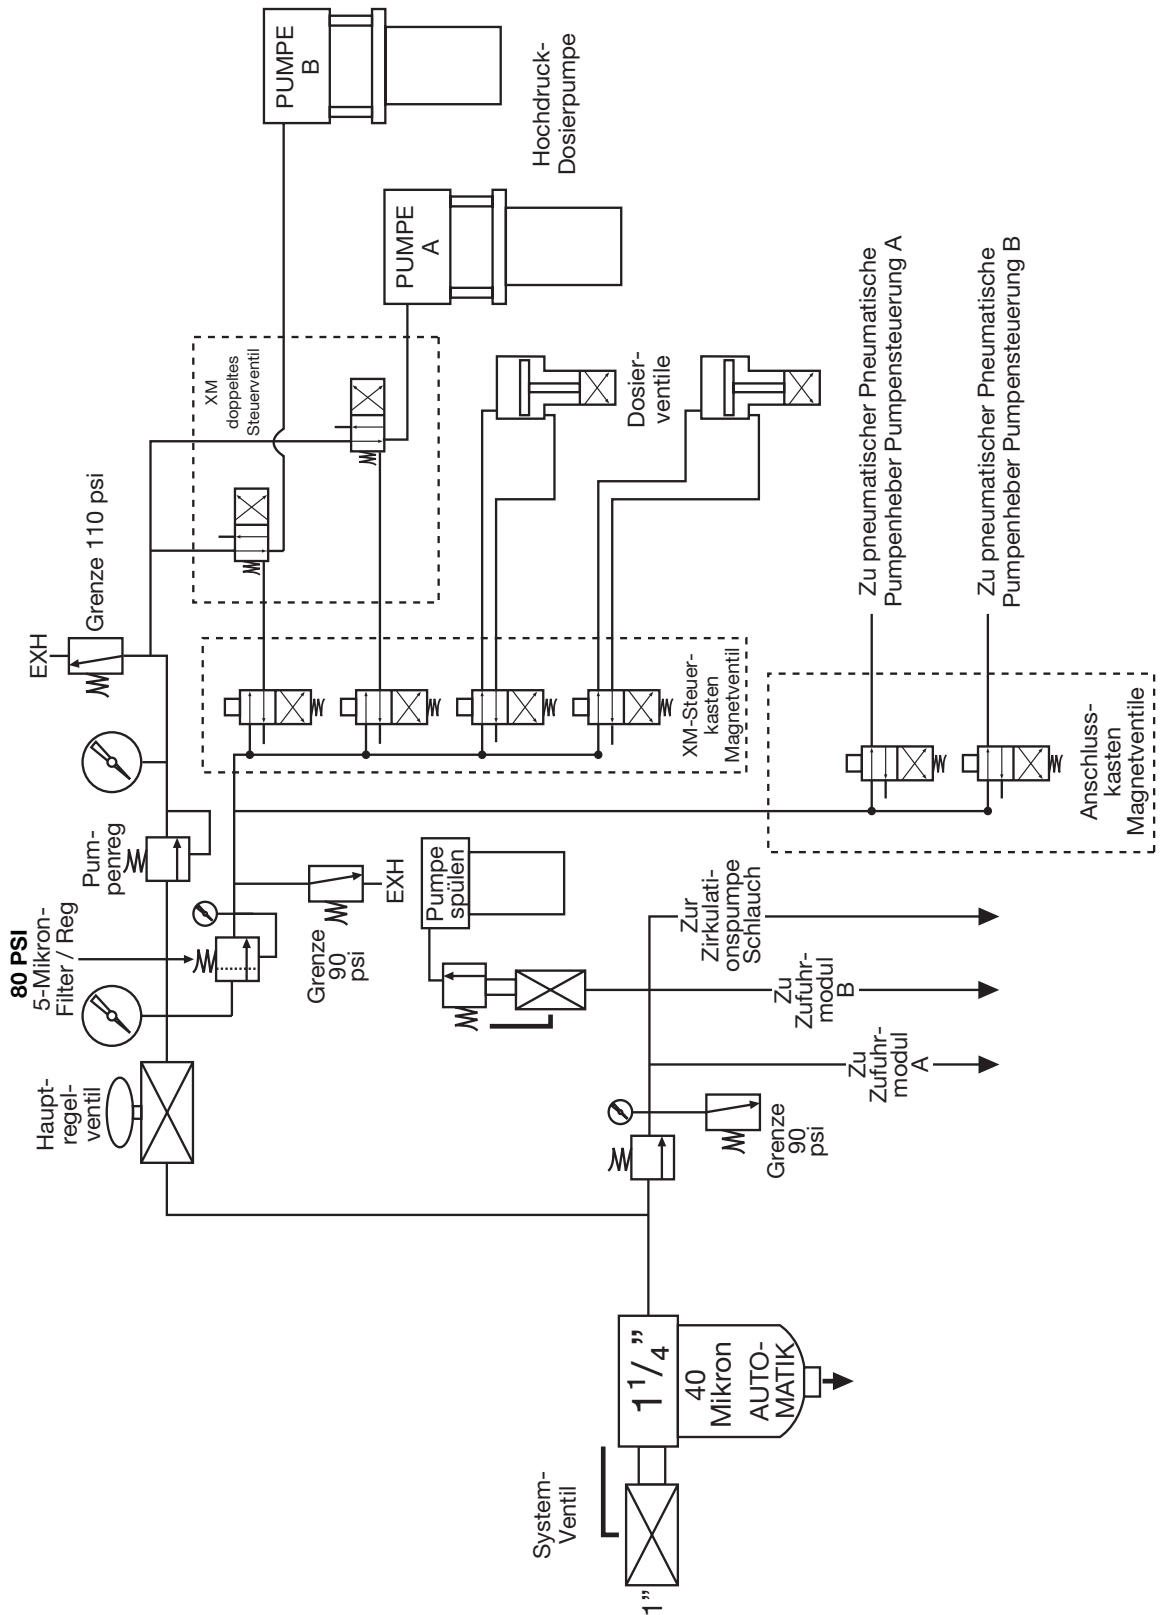 PUMPE
B
Hochdruck-
Dosierpumpe
PUMPE
A
XM
doppeltes
Steuerventil
Dosier-
ventile
Zu pneumatischer Pneumatische
Pumpenheber Pumpensteuerung A
Zu pneumatischer Pneumatische
Pumpenheber Pumpensteuerung B
EXH
Grenze 110 psi
XM-Steuer-
kasten
Magnetventil
Anschluss-
kasten
Magnetventile
Pum-
penreg
80 PSI
5-Mikron-
Filter / Reg
Grenze
90
psi
EXH
Pumpe
spülen
Zur
Zirkulati-
onspumpe
Schlauch
Zu
Zufuhr-
modul
B
Zu
Zufuhr-
modul
A
Haupt-
regel-
ventil
Grenze
90
psi
System-
Ventil
1 1/4”
40
Mikron
AUTO-
MATIK
1”